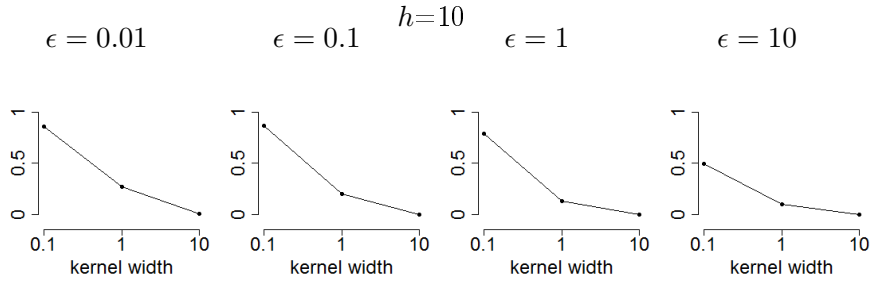 h=10
ϵ = 0.01 ϵ = 0.1 ϵ = 1 ϵ = 10
1 1 1 1
0.5 0.5 0.5 0.5
0 0 0 0
0.1 1 10 0.1 1 10 0.1 1 10 0.1 1 10
kernel width kernel width kernel width kernel width